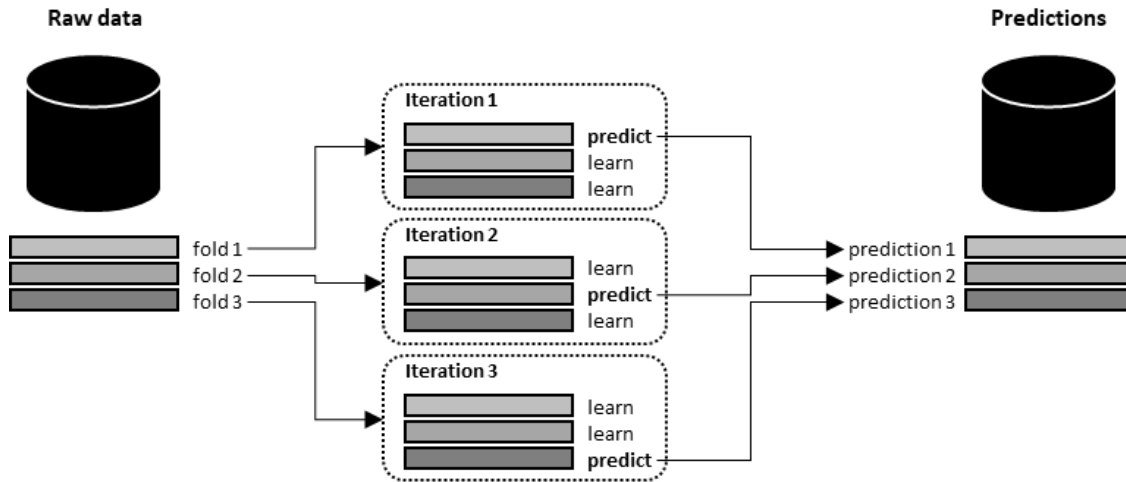 Raw data
Predictions
Iteration 1
predict
learn
learn
fold 1
fold 2
fold 3
Iteration 2
learn
predict
learn
prediction 1
prediction 2
prediction 3
Iteration 3
learn
learn
predict